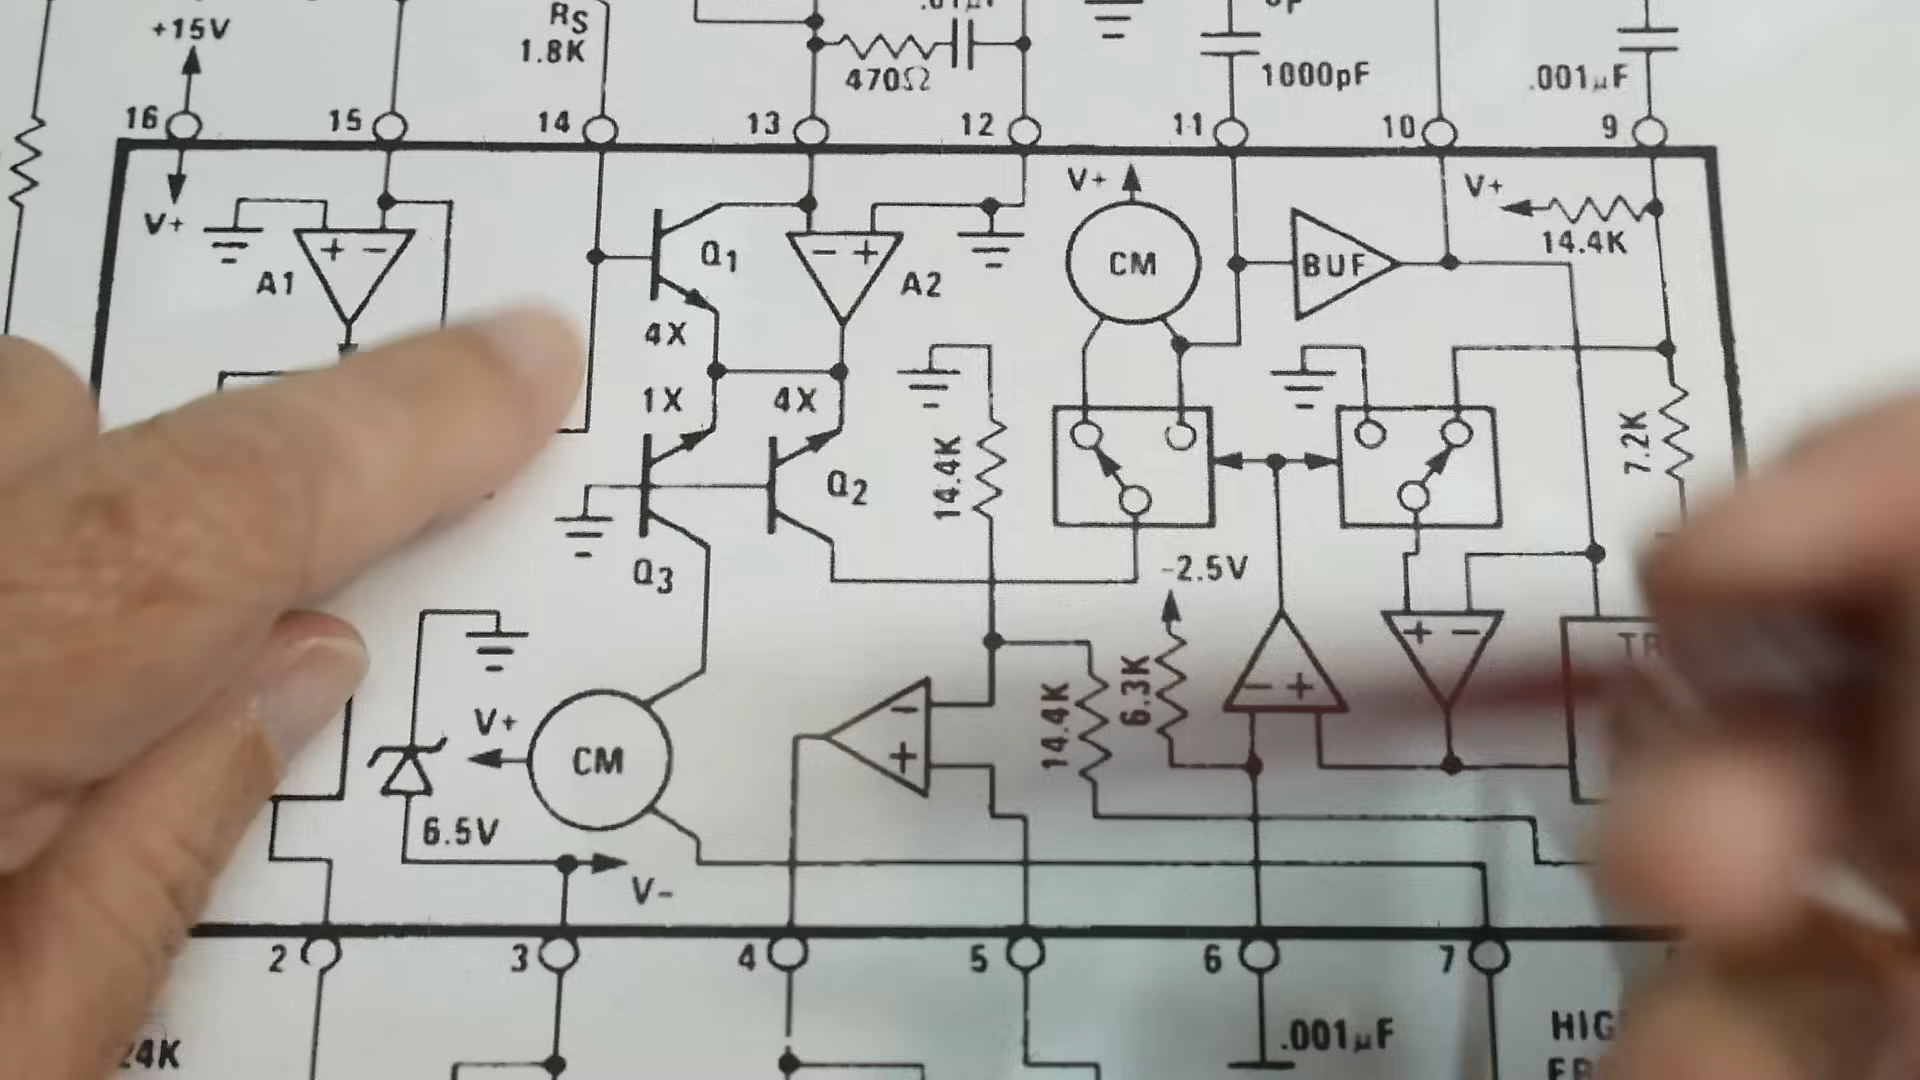 +15V
RS
1.8K
470Ω
1000pF
.001µF
16
15
14
13
12
11
10
9
V+
+ -
A1
Q1
4X
- +
A2
V+
CM
BUF
V+
14.4K
1X
4X
Q3
Q2
14.4K
7.2K
-2.5V
6.3K
14.4K
- +
+ -
TR
V+
CM
-
+
6.5V
V-
2
3
4
5
6
7
24K
.001µF
HIG